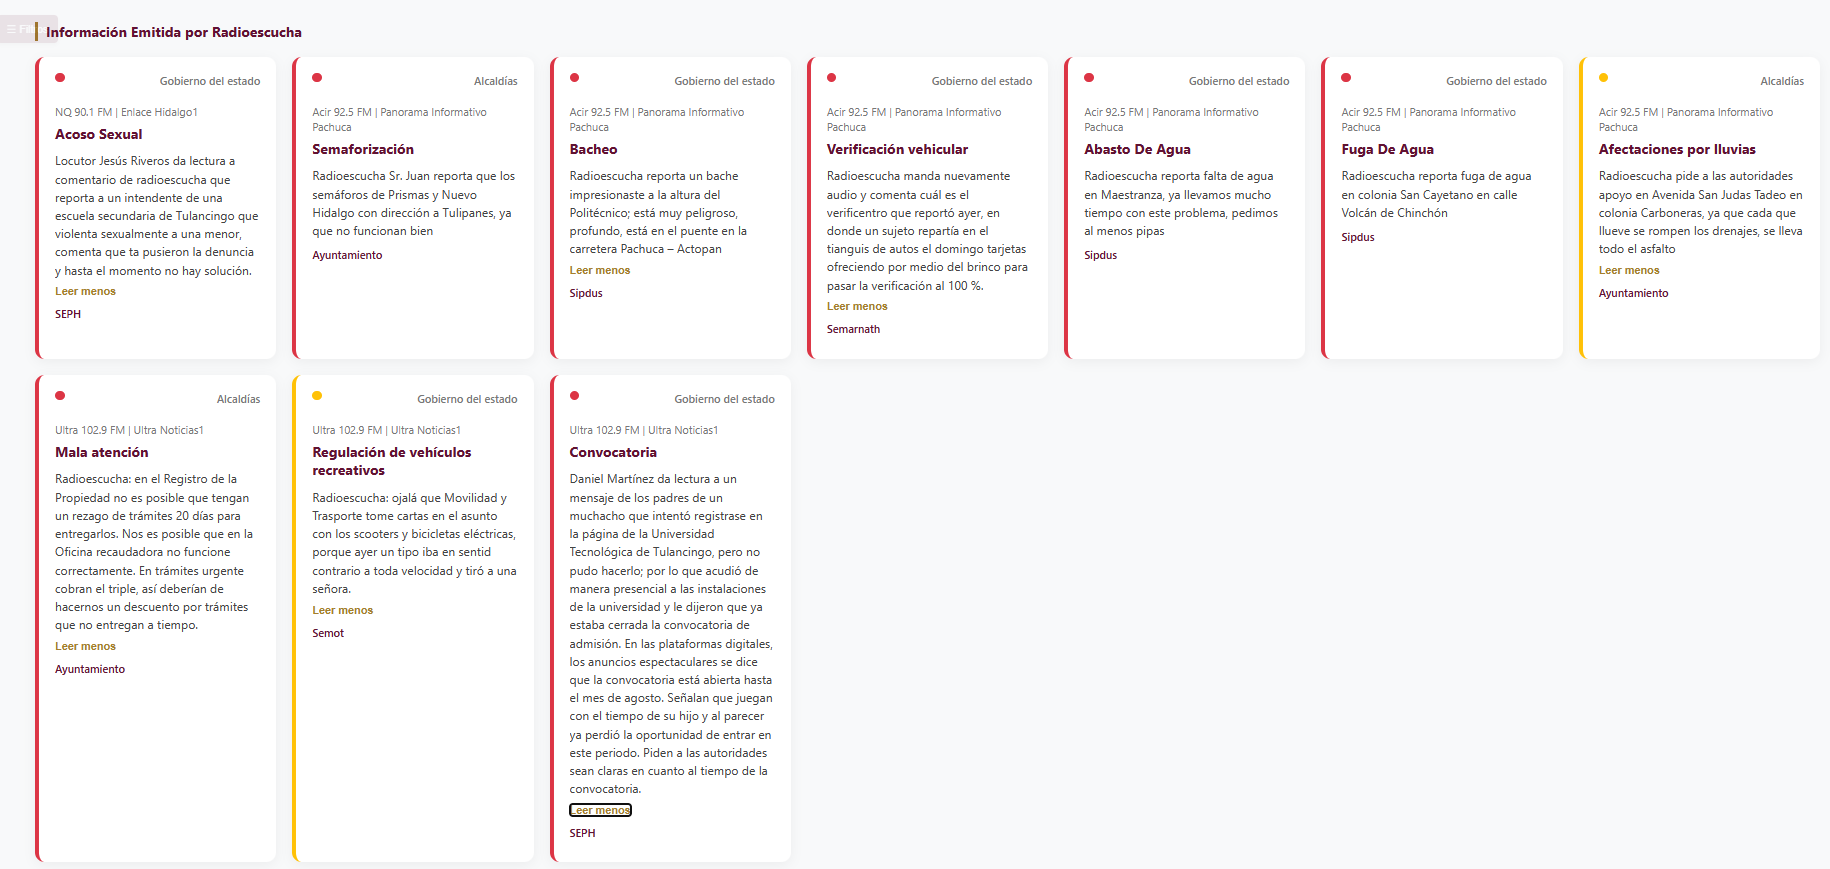 ☰ Filtros
Información Emitida por Radioescucha
Gobierno del estado
NQ 90.1 FM | Enlace Hidalgo1
Acoso Sexual
Locutor Jesús Riveros da lectura a
comentario de radioescucha que
reporta a un intendente de una
escuela secundaria de Tulancingo que
violenta sexualmente a una menor,
comenta que ta pusieron la denuncia
y hasta el momento no hay solución.
Leer menos
SEPH
Alcaldías
Acir 92.5 FM | Panorama Informativo
Pachuca
Semaforización
Radioescucha Sr. Juan reporta que los
semáforos de Prismas y Nuevo
Hidalgo con dirección a Tulipanes, ya
que no funcionan bien
Ayuntamiento
Gobierno del estado
Acir 92.5 FM | Panorama Informativo
Pachuca
Bacheo
Radioescucha reporta un bache
impresionaste a la altura del
Politécnico; está muy peligroso,
profundo, está en el puente en la
carretera Pachuca – Actopan
Leer menos
Sipdus
Gobierno del estado
Acir 92.5 FM | Panorama Informativo
Pachuca
Verificación vehicular
Radioescucha manda nuevamente
audio y comenta cuál es el
verificentro que reportó ayer, en
donde un sujeto repartía en el
tianguis de autos el domingo tarjetas
ofreciendo por medio del brinco para
pasar la verificación al 100 %.
Leer menos
Semarnath
Gobierno del estado
Acir 92.5 FM | Panorama Informativo
Pachuca
Abasto De Agua
Radioescucha reporta falta de agua
en Maestranza, ya llevamos mucho
tiempo con este problema, pedimos
al menos pipas
Sipdus
Gobierno del estado
Acir 92.5 FM | Panorama Informativo
Pachuca
Fuga De Agua
Radioescucha reporta fuga de agua
en colonia San Cayetano en calle
Volcán de Chinchón
Sipdus
Alcaldías
Acir 92.5 FM | Panorama Informativo
Pachuca
Afectaciones por lluvias
Radioescucha pide a las autoridades
apoyo en Avenida San Judas Tadeo en
colonia Carboneras, ya que cada que
llueve se rompen los drenajes, se lleva
todo el asfalto
Leer menos
Ayuntamiento
Alcaldías
Ultra 102.9 FM | Ultra Noticias1
Mala atención
Radioescucha: en el Registro de la
Propiedad no es posible que tengan
un rezago de trámites 20 días para
entregarlos. Nos es posible que en la
Oficina recaudadora no funcione
correctamente. En trámites urgente
cobran el triple, así deberían de
hacernos un descuento por trámites
que no entregan a tiempo.
Leer menos
Ayuntamiento
Gobierno del estado
Ultra 102.9 FM | Ultra Noticias1
Regulación de vehículos
recreativos
Radioescucha: ojalá que Movilidad y
Trasporte tome cartas en el asunto
con los scooters y bicicletas eléctricas,
porque ayer un tipo iba en sentid
contrario a toda velocidad y tiró a una
señora.
Leer menos
Semot
Gobierno del estado
Ultra 102.9 FM | Ultra Noticias1
Convocatoria
Daniel Martínez da lectura a un
mensaje de los padres de un
muchacho que intentó registrase en
la página de la Universidad
Tecnológica de Tulancingo, pero no
pudo hacerlo; por lo que acudió de
manera presencial a las instalaciones
de la universidad y le dijeron que ya
estaba cerrada la convocatoria de
admisión. En las plataformas digitales,
los anuncios espectaculares se dice
que la convocatoria está abierta hasta
el mes de agosto. Señalan que juegan
con el tiempo de su hijo y al parecer
ya perdió la oportunidad de entrar en
este periodo. Piden a las autoridades
sean claras en cuanto al tiempo de la
convocatoria.
Leer menos
SEPH